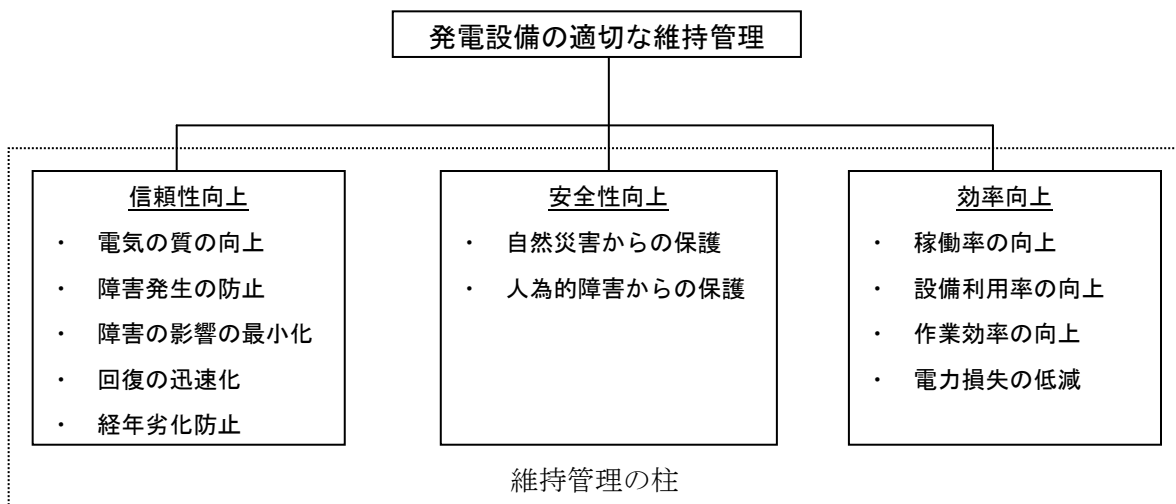 発電設備の適切な維持管理
信頼性向上
・ 電気の質の向上
・ 障害発生の防止
・ 障害の影響の最小化
・ 回復の迅速化
・ 経年劣化防止
安全性向上
・ 自然災害からの保護
・ 人為的障害からの保護
効率向上
・ 稼働率の向上
・ 設備利用率の向上
・ 作業効率の向上
・ 電力損失の低減
維持管理の柱